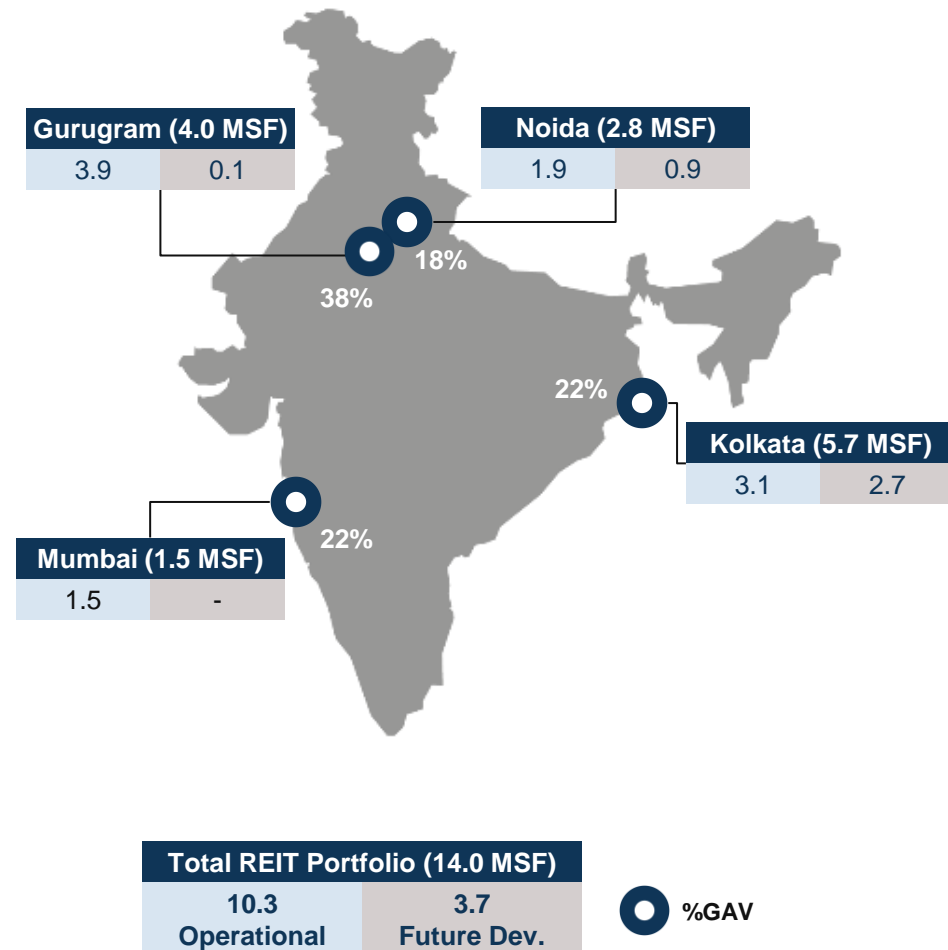 Gurugram (4.0 MSF)
3.9 0.1
Noida (2.8 MSF)
1.9 0.9
18%
38%
22%
Kolkata (5.7 MSF)
3.1 2.7
22%
Mumbai (1.5 MSF)
1.5 -
Total REIT Portfolio (14.0 MSF)
10.3 3.7
Operational Future Dev.
%GAV